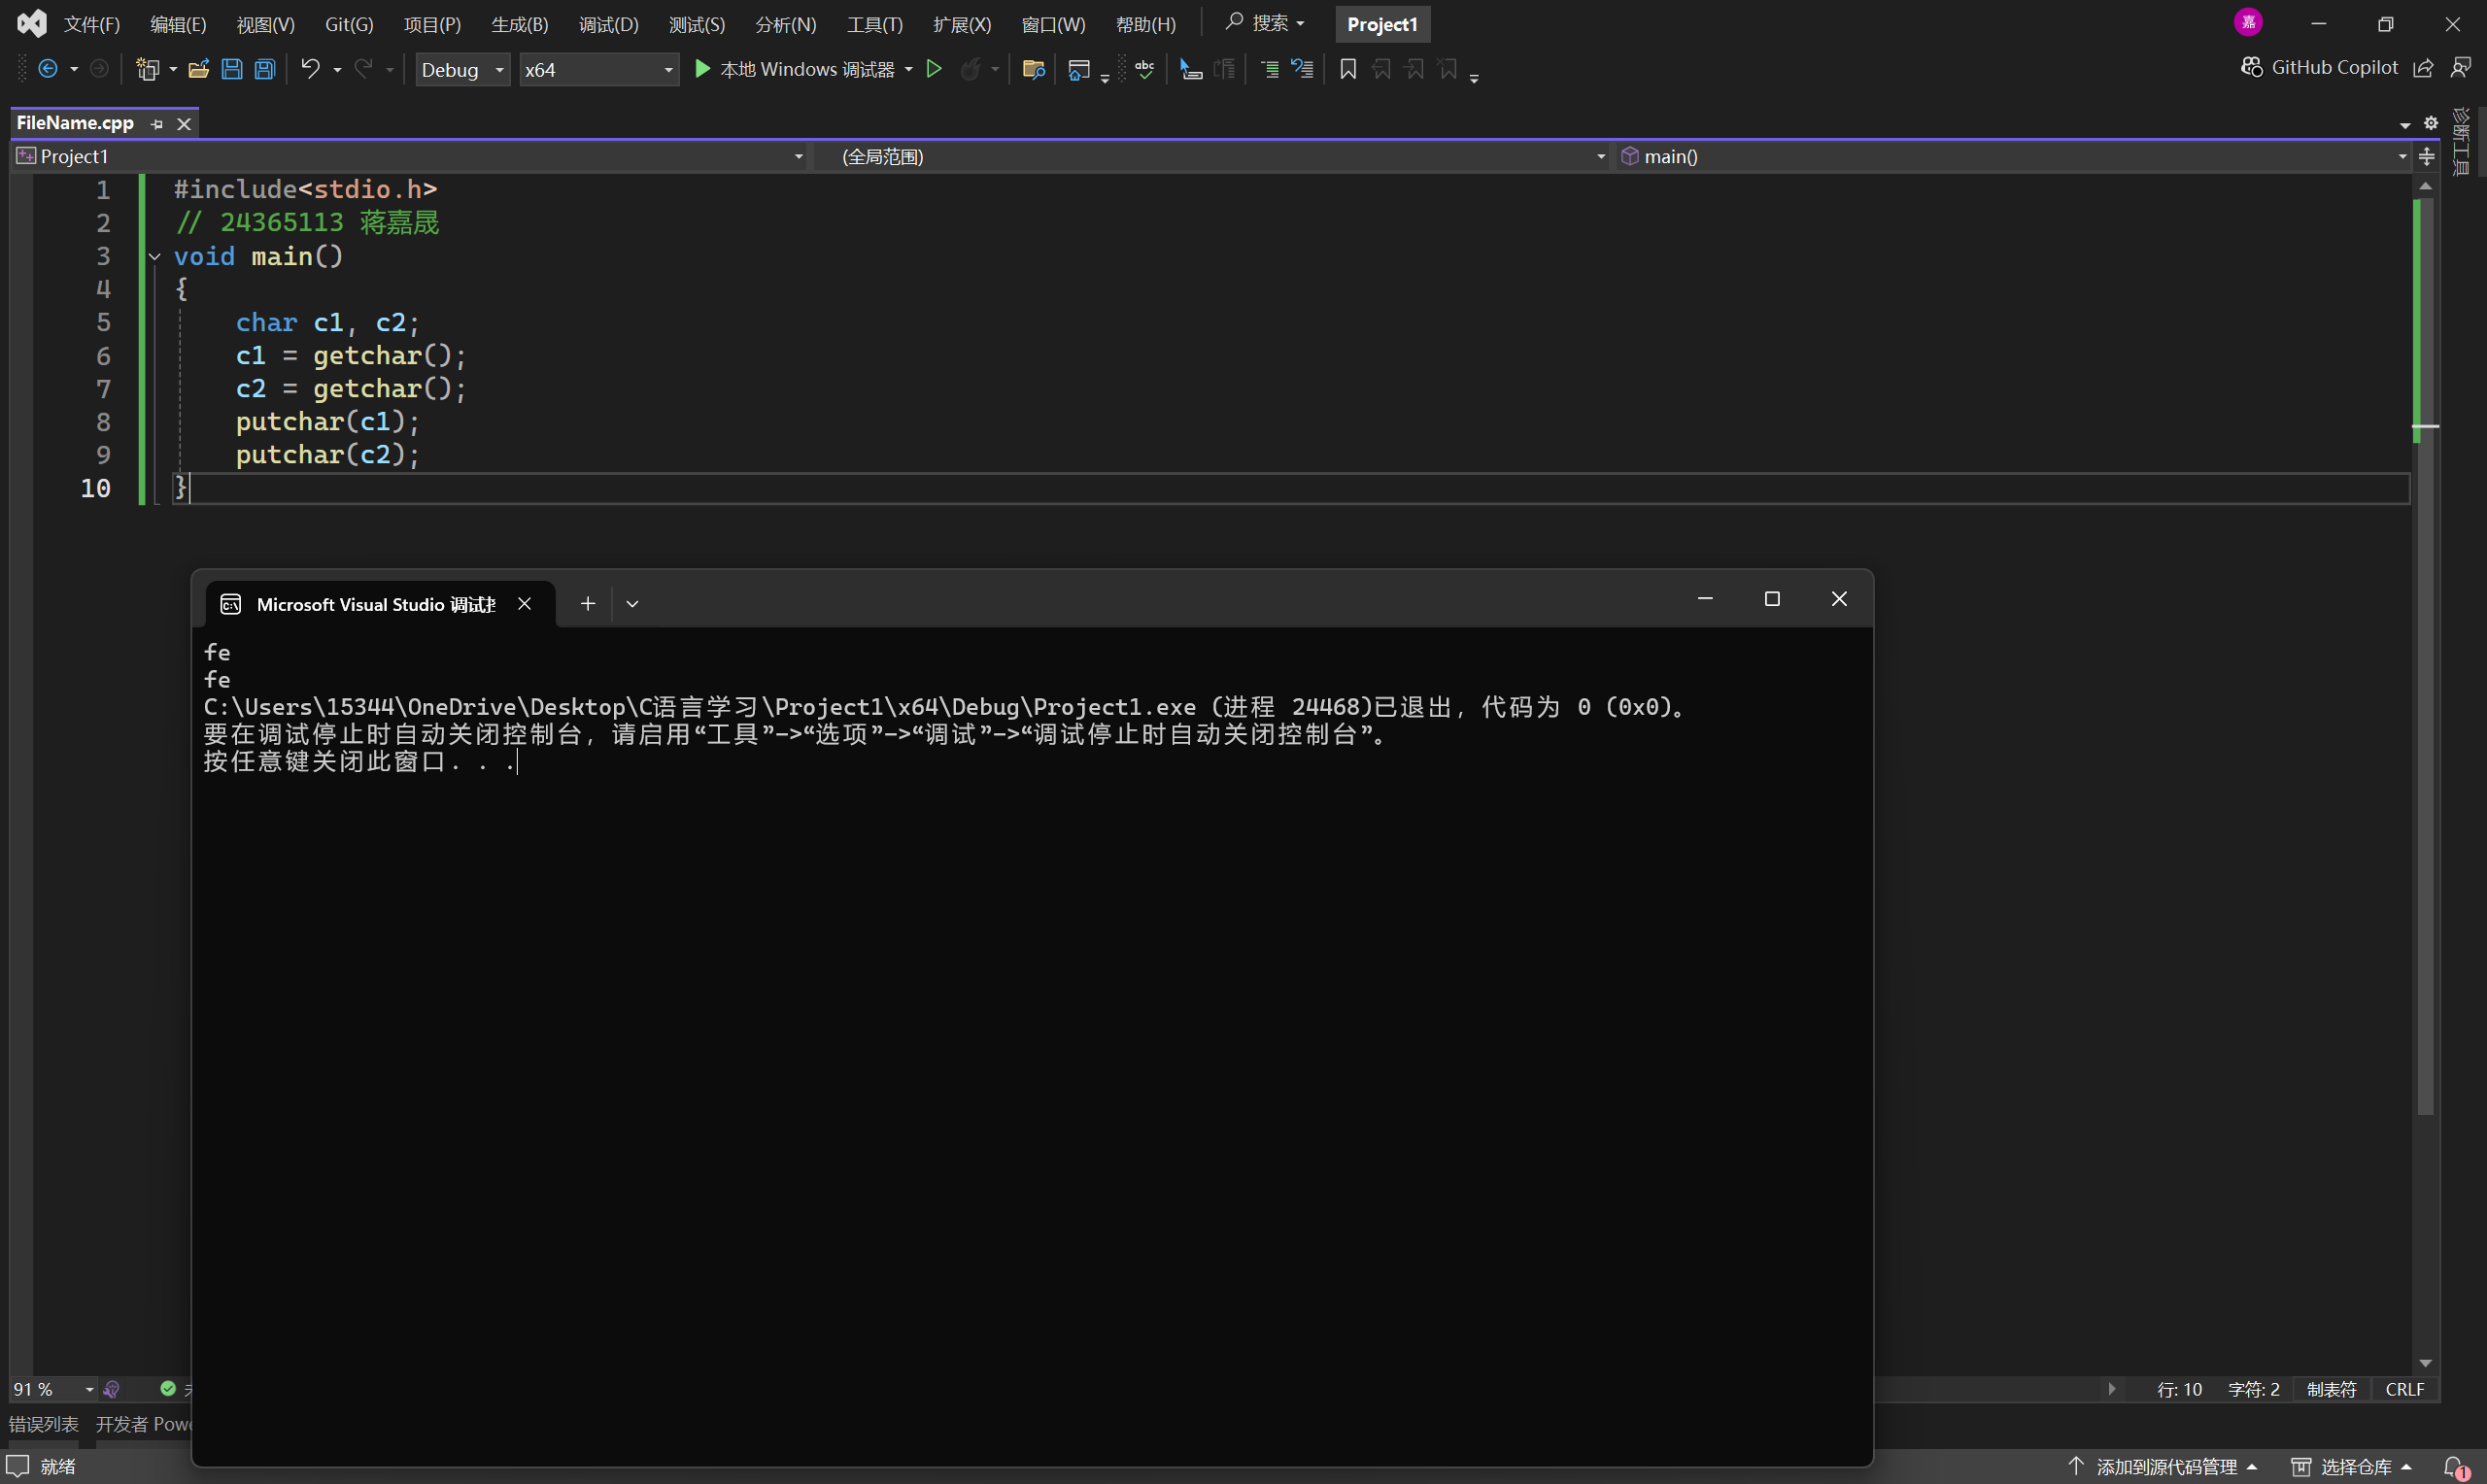 文件(F) 编辑(E) 视图(V) Git(G) 项目(P) 生成(B) 调试(D) 测试(S) 分析(N) 工具(T) 扩展(X) 窗口(W) 帮助(H) 搜索 Project1 嘉
Debug x64 本地 Windows 调试器 abc GitHub Copilot
FileName.cpp
诊断工具
Project1 (全局范围) main()
1 #include<stdio.h>
2 // 24365113 蒋嘉晟
3 void main()
4 {
5 char c1, c2;
6 c1 = getchar();
7 c2 = getchar();
8 putchar(c1);
9 putchar(c2);
10 }
Microsoft Visual Studio 调试
fe
fe
C:\Users\15344\OneDrive\Desktop\C语言学习\Project1\x64\Debug\Project1.exe (进程 24468)已退出，代码为 0 (0x0)。
要在调试停止时自动关闭控制台，请启用“工具”->“选项”->“调试”->“调试停止时自动关闭控制台”。
按任意键关闭此窗口. . .
91 % 行: 10 字符: 2 制表符 CRLF
错误列表 开发者 Powe
就绪 添加到源代码管理 选择仓库 1